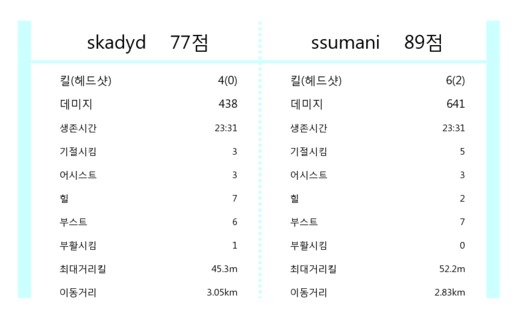 skadyd 77점 ssumani 89점
킬(헤드샷) 4(0) 킬(헤드샷) 6(2)
데미지 438 데미지 641
생존시간 23:31 생존시간 23:31
기절시킴 3 기절시킴 5
어시스트 3 어시스트 3
힐 7 힐 2
부스트 6 부스트 7
부활시킴 1 부활시킴 0
최대거리킬 45.3m 최대거리킬 52.2m
이동거리 3.05km 이동거리 2.83km